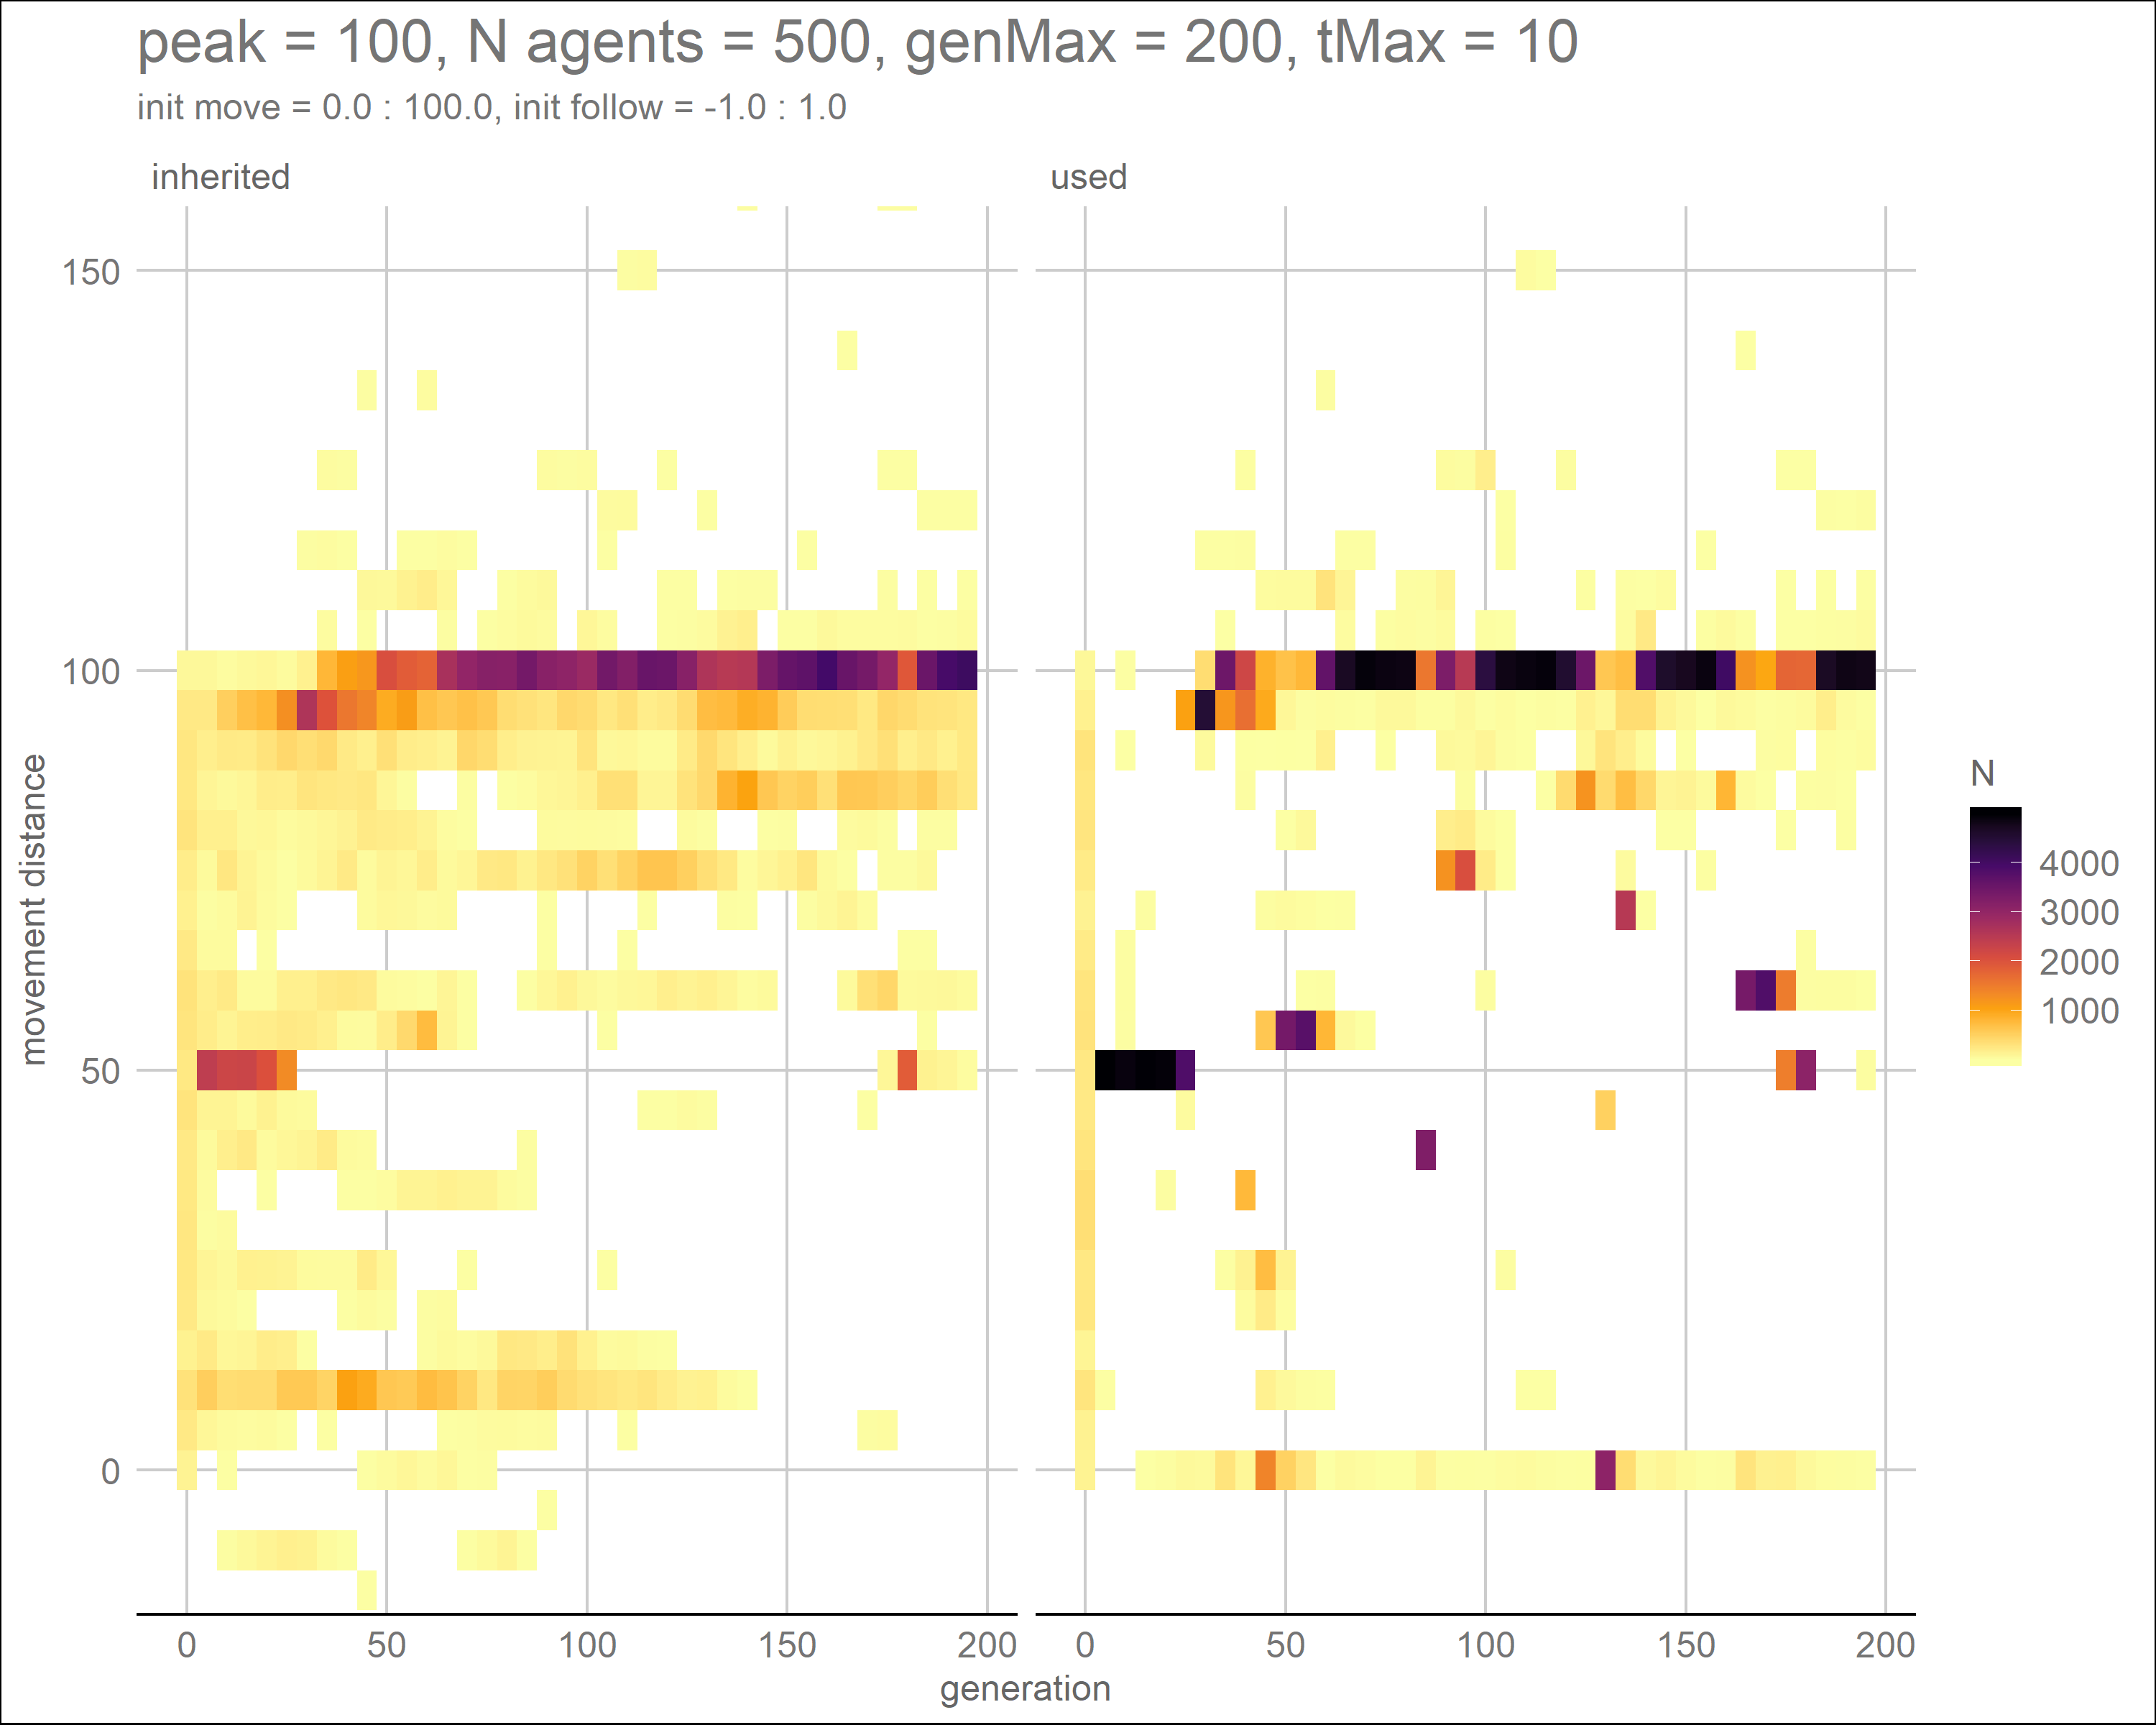 peak = 100, N agents = 500, genMax = 200, tMax = 10
init move = 0.0 : 100.0, init follow = -1.0 : 1.0
inherited
used
movement distance
150
100
50
0
0
50
100
150
200
0
50
100
150
200
generation
N
4000
3000
2000
1000